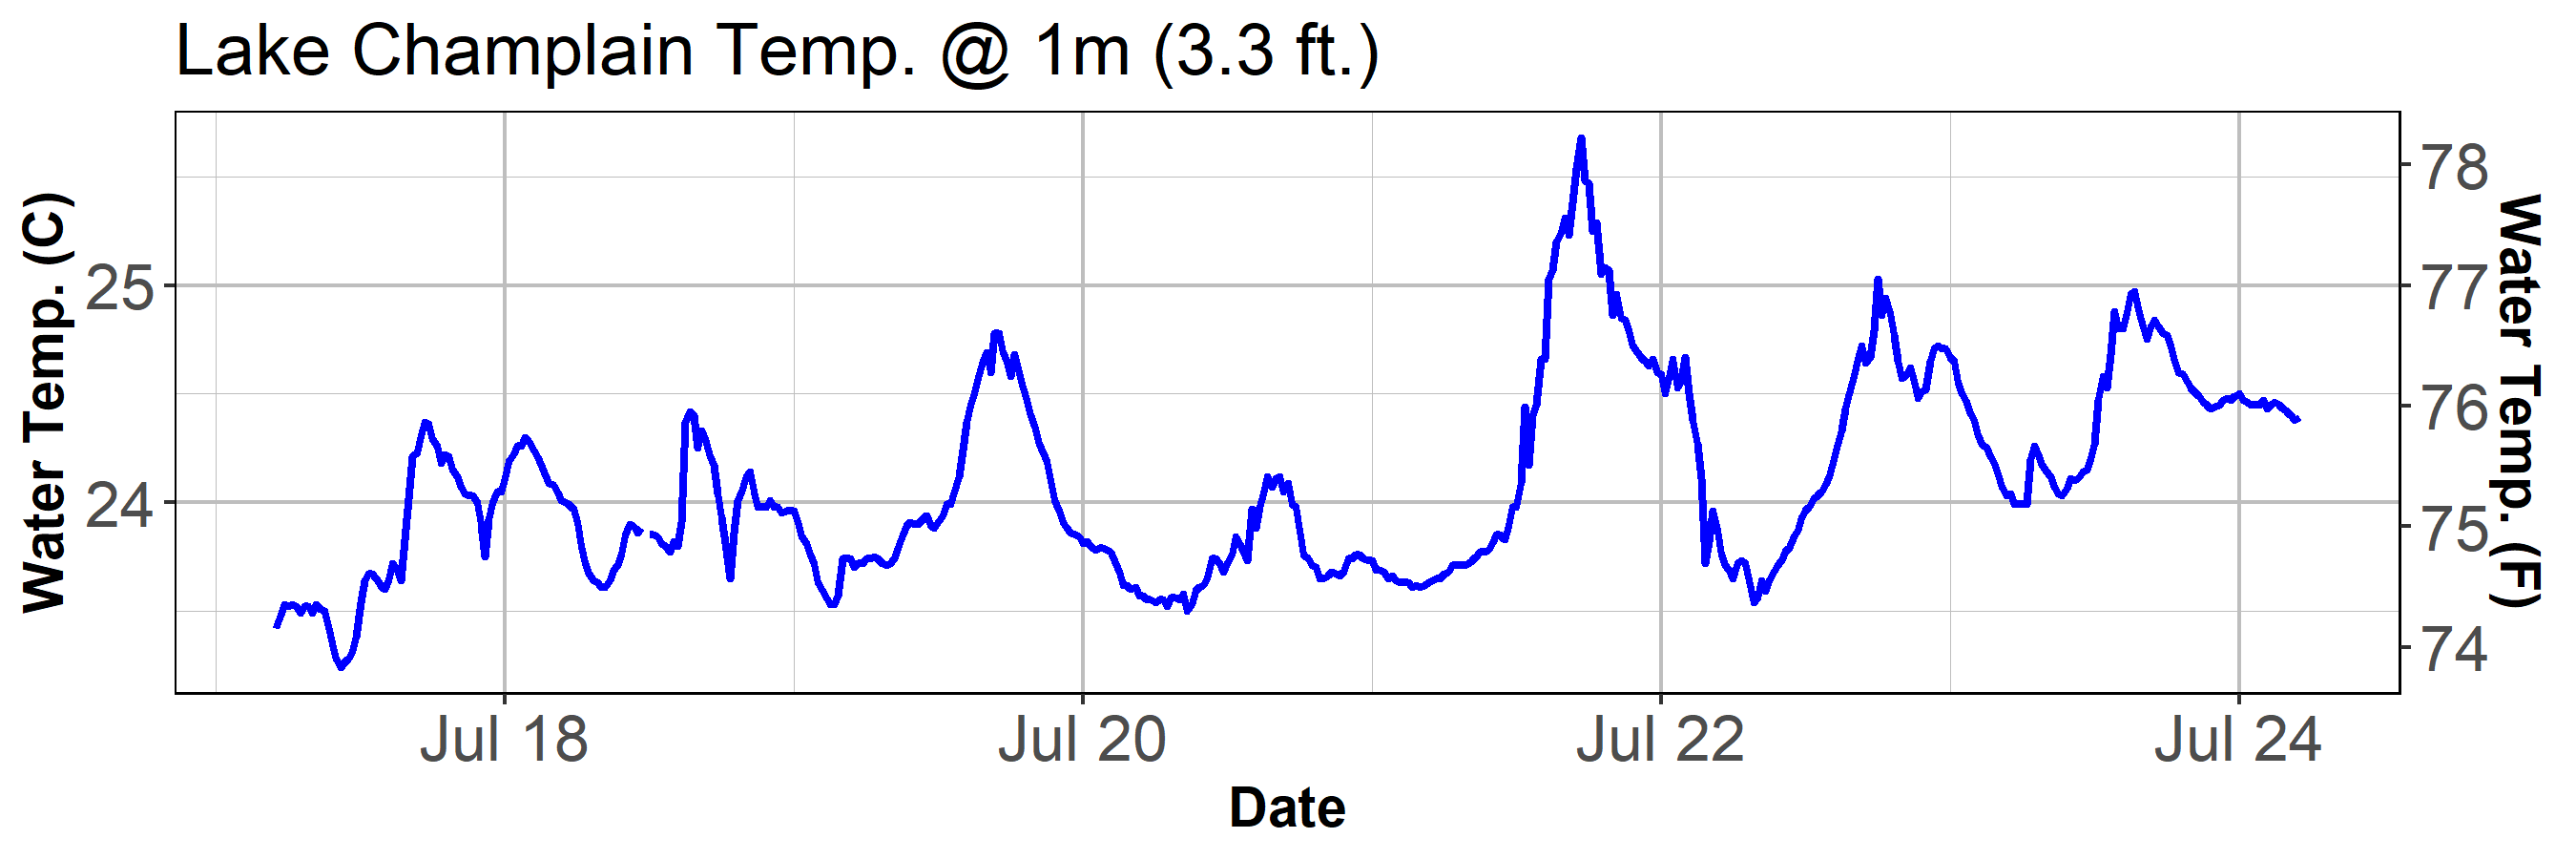 Lake Champlain Temp. @ 1m (3.3 ft.)
Water Temp. (C)
25
24
78
77
76
75
74
Water Temp. (F)
Jul 18
Jul 20
Jul 22
Jul 24
Date